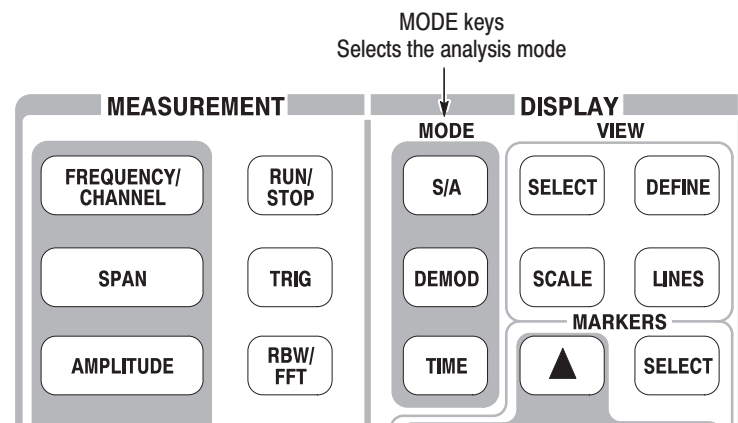 MODE keys
Selects the analysis mode
MEASUREMENT
DISPLAY
MODE
VIEW
FREQUENCY/
CHANNEL
RUN/
STOP
S/A
SELECT
DEFINE
SPAN
TRIG
DEMOD
SCALE
LINES
MARKERS
AMPLITUDE
RBW/
FFT
TIME
SELECT